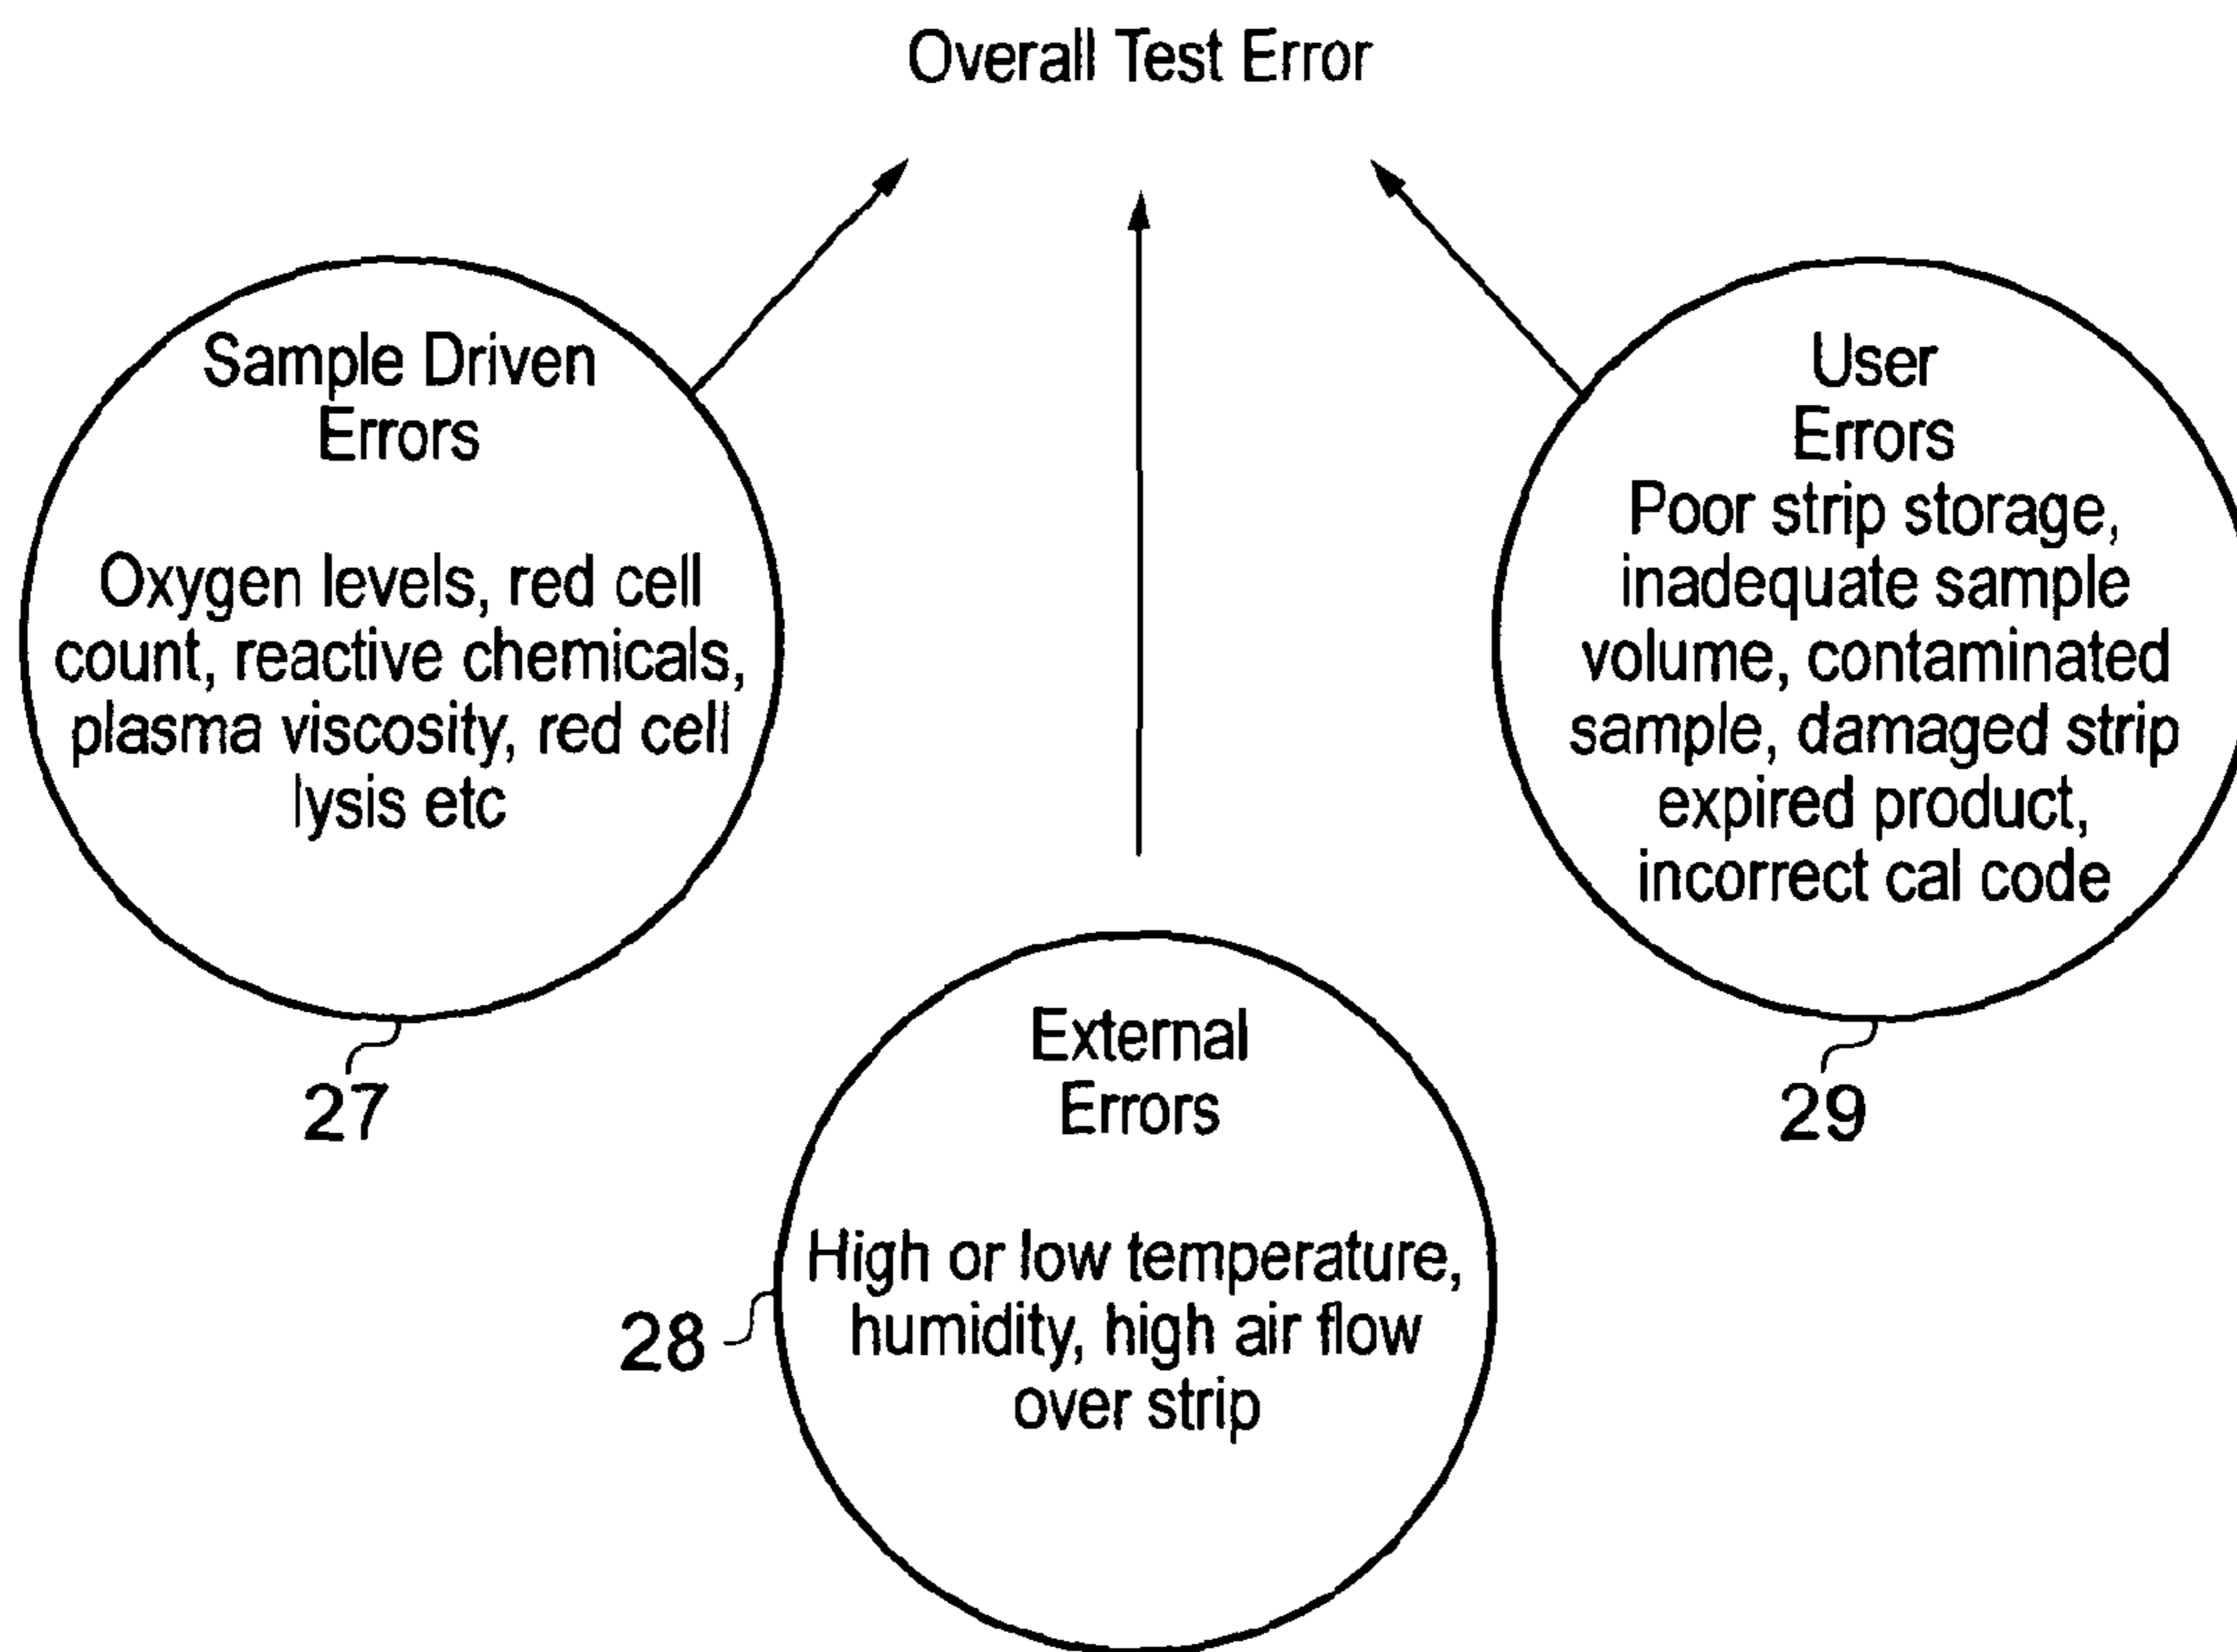 Overall Test Error
Sample Driven
Errors
Oxygen levels, red cell
count, reactive chemicals,
plasma viscosity, red cell
lysis etc
27
User
Errors
Poor strip storage,
inadequate sample
volume, contaminated
sample, damaged strip
expired product,
incorrect cal code
29
External
Errors
High or low temperature,
humidity, high air flow
over strip
28